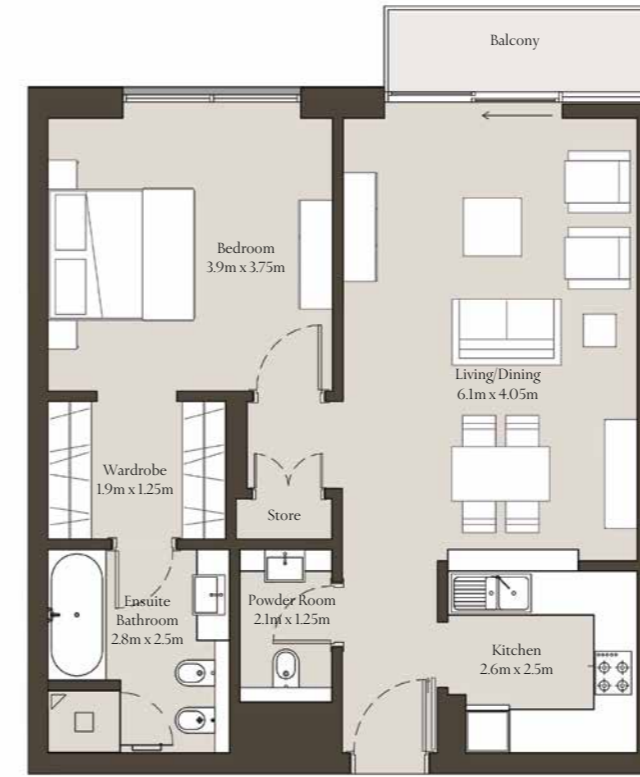 Balcony
Bedroom
3.9m x 3.75m
Living/Dining
6.1m x 4.05m
Wardrobe
1.9m x 1.25m
Store
Ensuite
Bathroom
2.8m x 2.5m
Powder Room
2.1m x 1.25m
Kitchen
2.6m x 2.5m